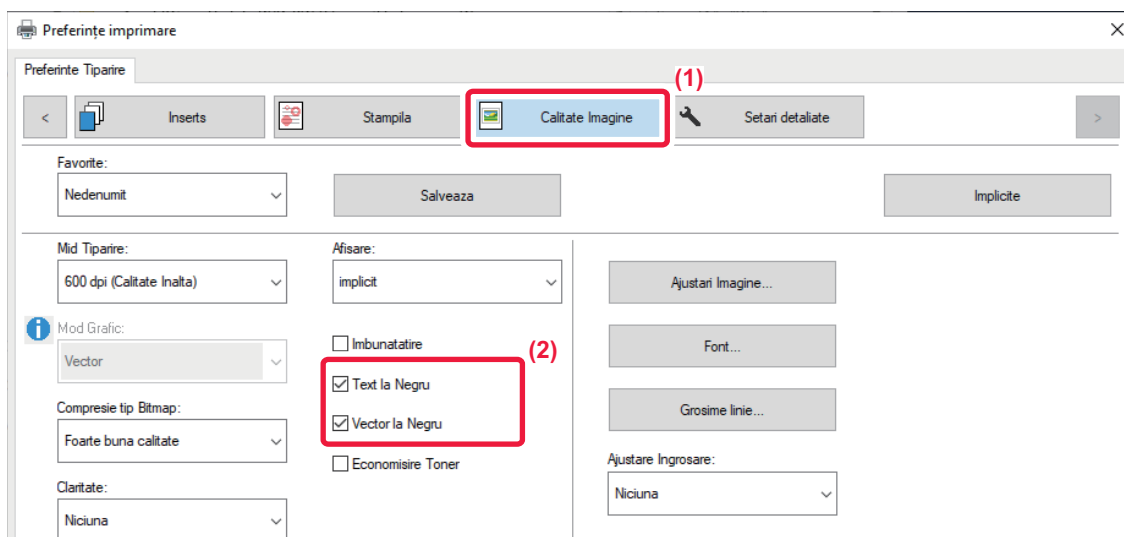 Preferințe imprimare
Preferinte Tiparire
(1)
< Inserts Stampila Calitate Imagine Setari detaliate >
Favorite:
Nedenumit Salveaza Implicite
Mid Tiparire: Afisare:
600 dpi (Calitate Inalta) implicit Ajustari Imagine...
Mod Grafic:
Imbunatatire (2) Font...
Vector
Text la Negru
Compresie tip Bitmap: Vector la Negru Grosime linie...
Foarte buna calitate
Economisire Toner Ajustare Ingrosare:
Claritate:
Niciuna Niciuna